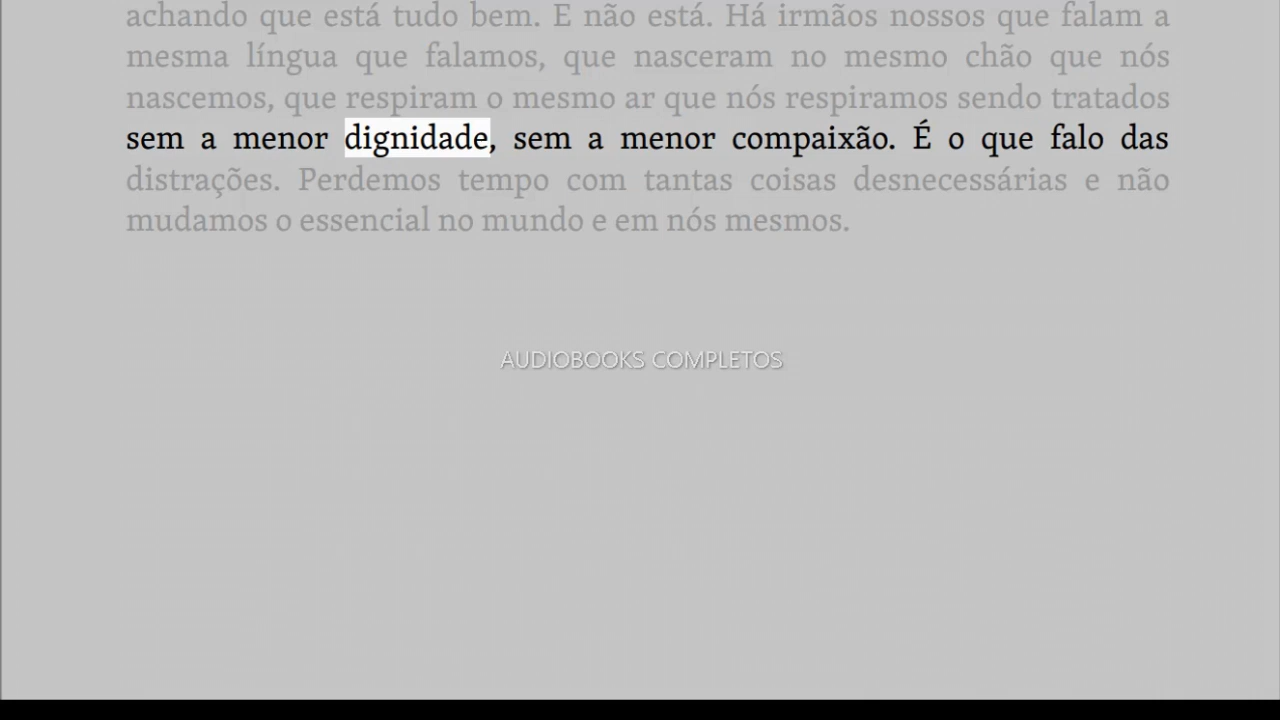 achando que está tudo bem. E não está. Há irmãos nossos que falam a
mesma língua que falamos, que nasceram no mesmo chão que nós
nascemos, que respiram o mesmo ar que nós respiramos sendo tratados
sem a menor dignidade, sem a menor compaixão. É o que falo das
distrações. Perdemos tempo com tantas coisas desnecessárias e não
mudamos o essencial no mundo e em nós mesmos.
AUDIOBOOKS COMPLETOS